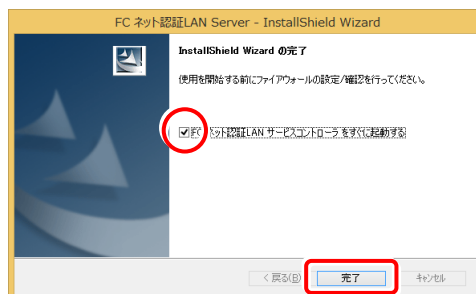 FC ネット認証LAN Server - InstallShield Wizard
InstallShield Wizard の完了
使用を開始する前にファイアウォールの設定/確認を行ってください。
FC ネット認証LAN サービスコントローラ をすぐに起動する
< 戻る(B)
完了
キャンセル